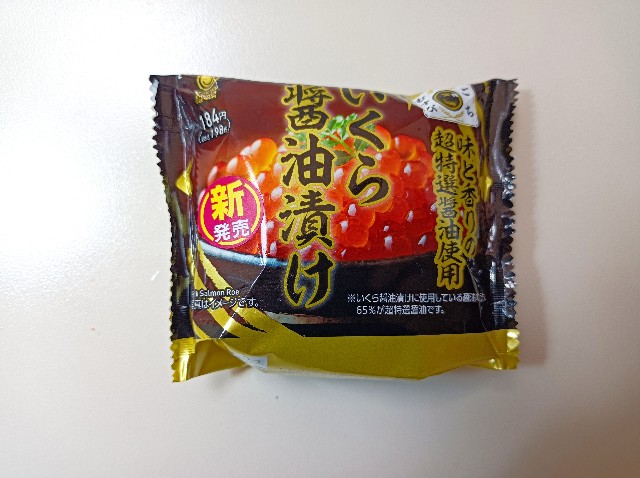 184円
(税込198円)
いくら
醤油漬け
味と香りの
超特選醤油使用
新
発売
Salmon Roe
写真はイメージです。
※いくら醤油漬けに使用している醤油の
65%が超特選醤油です。